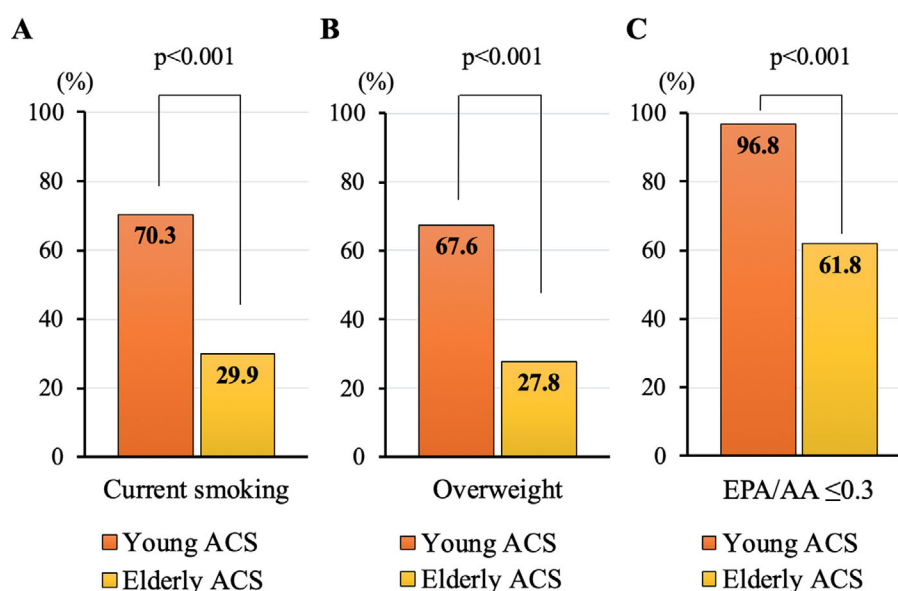 A
p<0.001
(%)
100
80
60
40
20
0
70.3
29.9
Current smoking
Young ACS
Elderly ACS
B
p<0.001
(%)
100
80
60
40
20
0
67.6
27.8
Overweight
Young ACS
Elderly ACS
C
p<0.001
(%)
100
80
60
40
20
0
96.8
61.8
EPA/AA ≤0.3
Young ACS
Elderly ACS